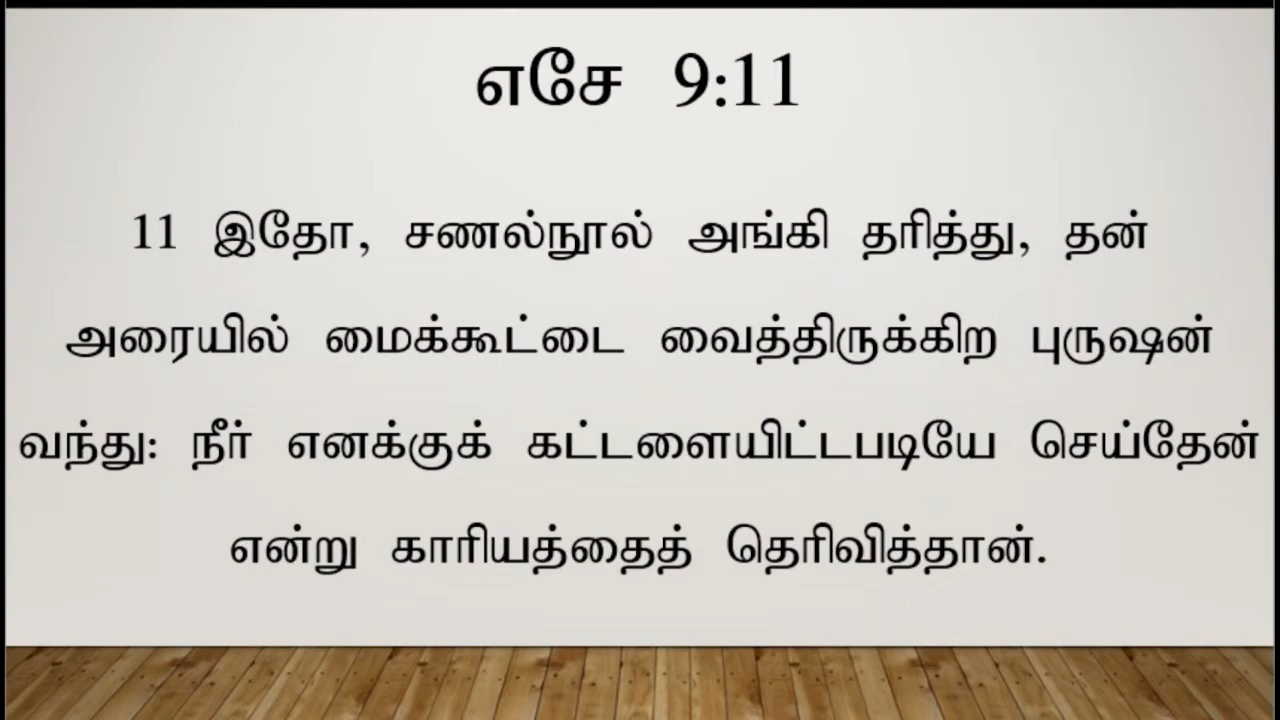 எசே 9:11
11 இதோ, சணல்நூல் அங்கி தரித்து, தன்
அரையில் மைக்கூட்டை வைத்திருக்கிற புருஷன்
வந்து: நீர் எனக்குக் கட்டளையிட்டபடியே செய்தேன்
என்று காரியத்தைத் தெரிவித்தான்.